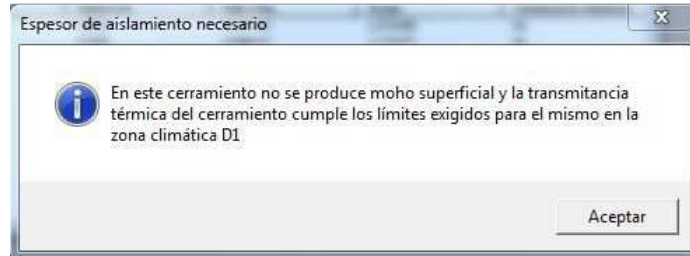 Espesor de aislamiento necesario
En este cerramiento no se produce moho superficial y la transmitancia
térmica del cerramiento cumple los límites exigidos para el mismo en la
zona climática D1
Aceptar